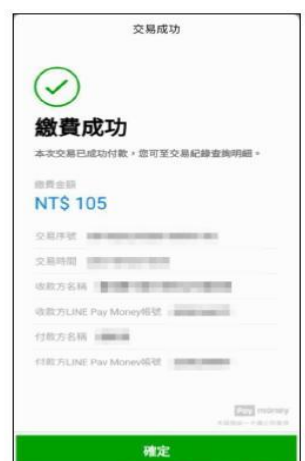 交易成功
繳費成功
本次交易已成功付款，您可至交易紀錄查詢明細。
繳費金額
NT$ 105
交易序號
交易時間
收款方名稱
收款方LINE Pay Money帳號
付款方名稱
付款方LINE Pay Money帳號
Pay money
確定